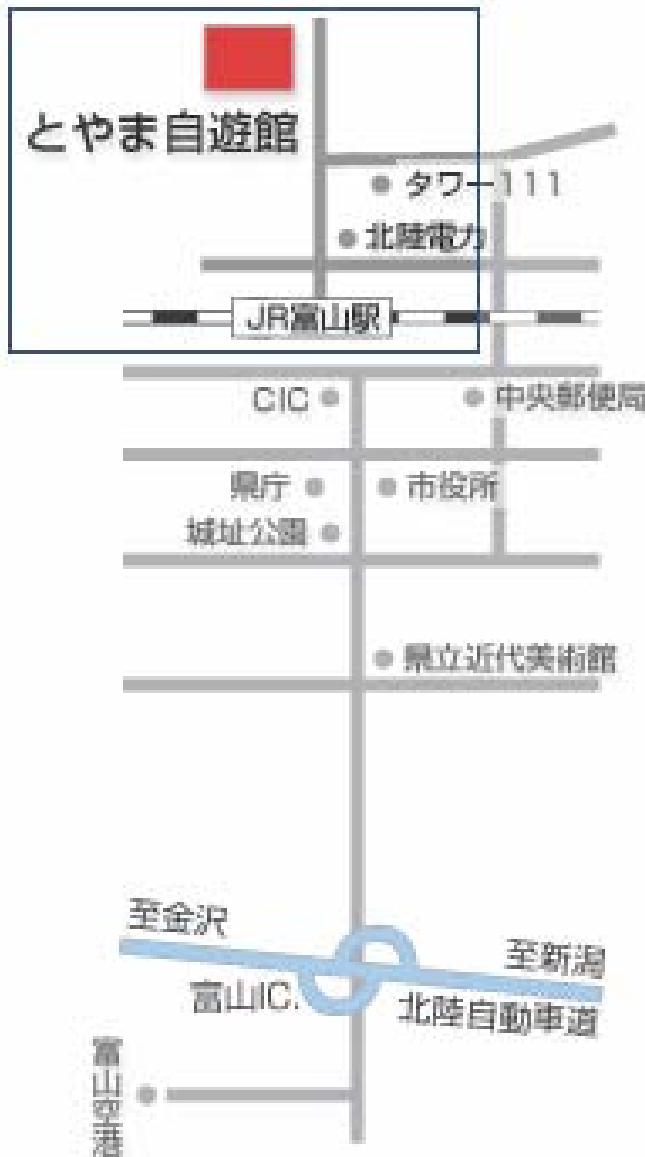 とやま自遊館
タワー111
北陸電力
JR富山駅
CIC
中央郵便局
県庁
市役所
城址公園
県立近代美術館
至金沢
至新潟
富山IC.
北陸自動車道
富山空港